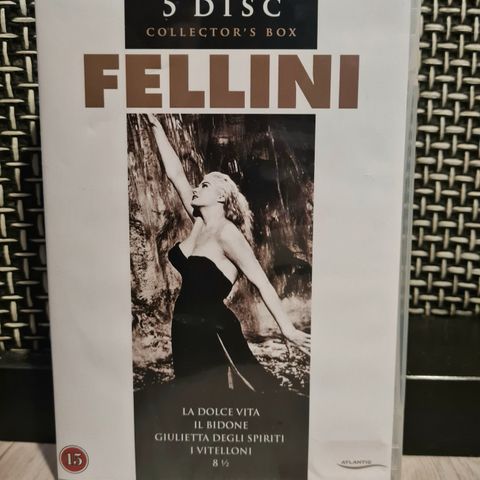 5 DISC
COLLECTOR'S BOX
FELLINI
LA DOLCE VITA
IL BIDONE
GIULIETTA DEGLI SPIRITI
I VITELLONI
8 ½
15
ATLANTIC